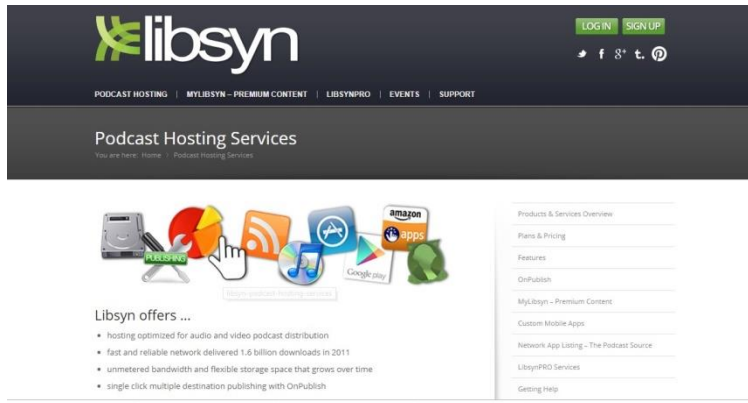 libsyn
LOG IN SIGN UP
PODCAST HOSTING | MYLIBSYN – PREMIUM CONTENT | LIBSYNPRO | EVENTS | SUPPORT
Podcast Hosting Services
You are here: Home > Podcast Hosting Services
PUBLISHING
Google play
amazon
apps
libsyn-podcast-hosting-services
Libsyn offers ...
• hosting optimized for audio and video podcast distribution
• fast and reliable network delivered 1.6 billion downloads in 2011
• unmetered bandwidth and flexible storage space that grows over time
• single click multiple destination publishing with OnPublish
Products & Services Overview
Plans & Pricing
Features
OnPublish
MyLibsyn – Premium Content
Custom Mobile Apps
Network App Listing – The Podcast Source
LibsynPRO Services
Getting Help